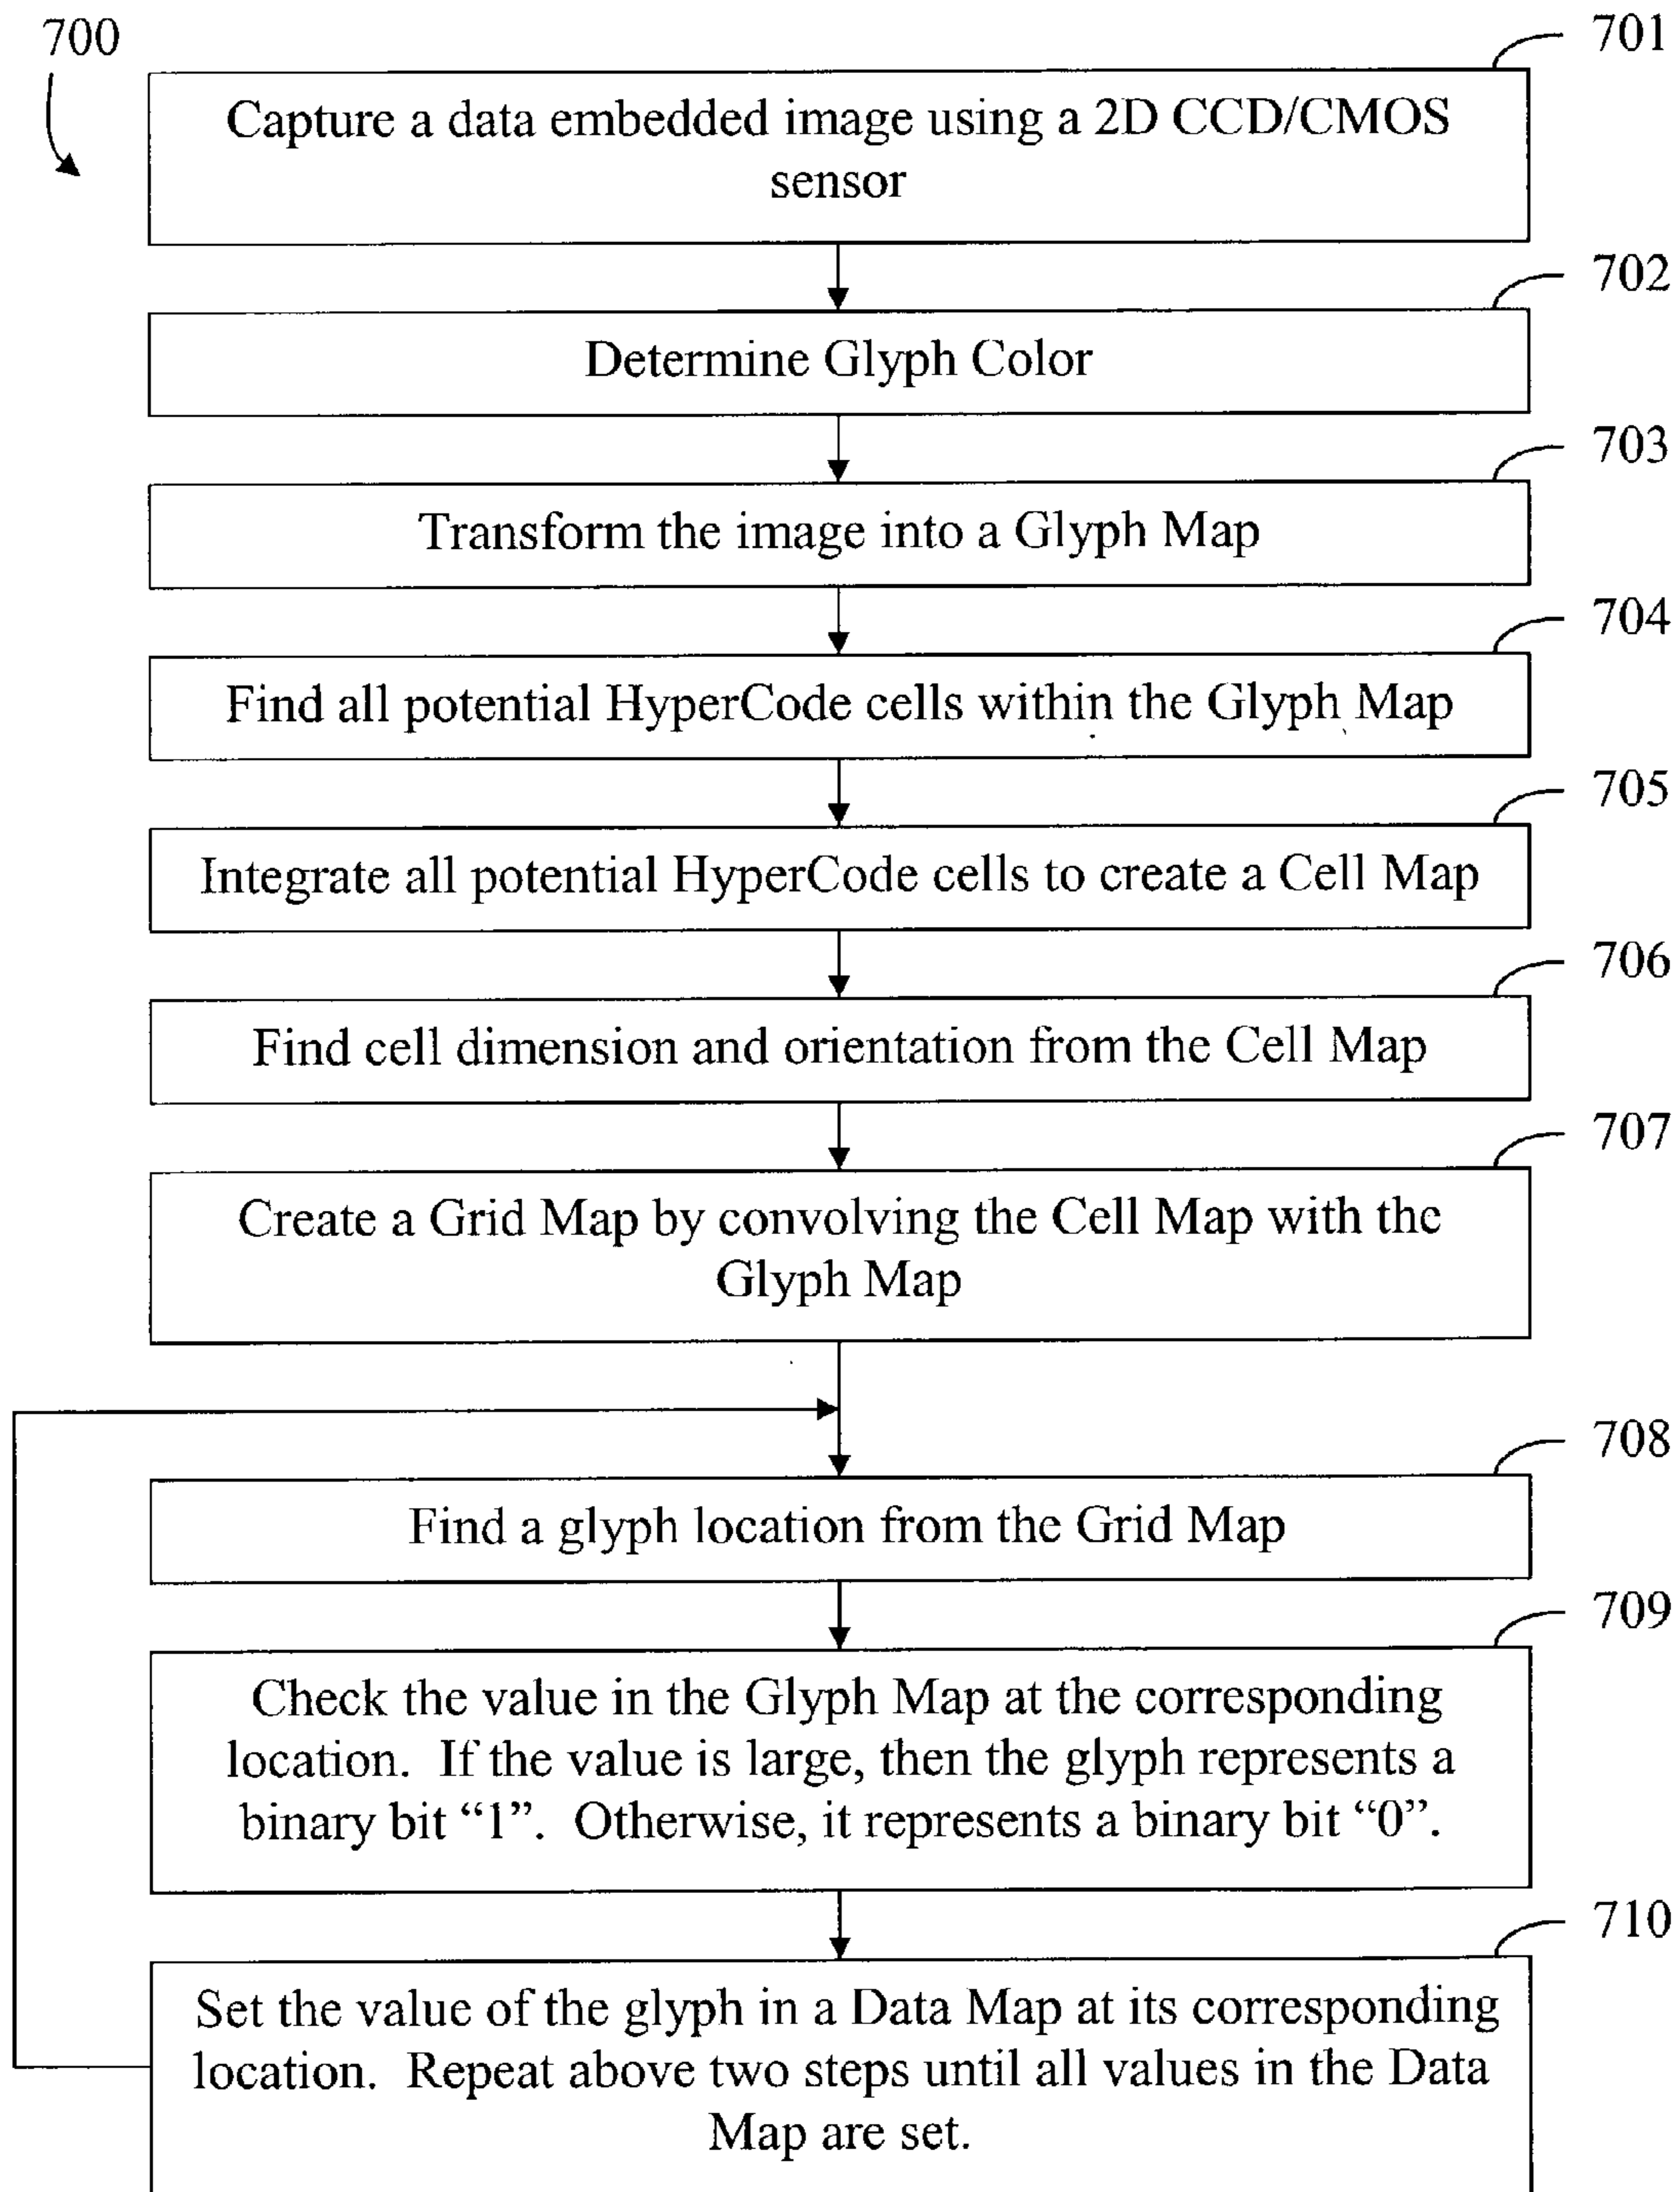 700
701
Capture a data embedded image using a 2D CCD/CMOS
sensor
702
Determine Glyph Color
703
Transform the image into a Glyph Map
704
Find all potential HyperCode cells within the Glyph Map
705
Integrate all potential HyperCode cells to create a Cell Map
706
Find cell dimension and orientation from the Cell Map
707
Create a Grid Map by convolving the Cell Map with the
Glyph Map
708
Find a glyph location from the Grid Map
709
Check the value in the Glyph Map at the corresponding
location. If the value is large, then the glyph represents a
binary bit “1”. Otherwise, it represents a binary bit “0”.
710
Set the value of the glyph in a Data Map at its corresponding
location. Repeat above two steps until all values in the Data
Map are set.